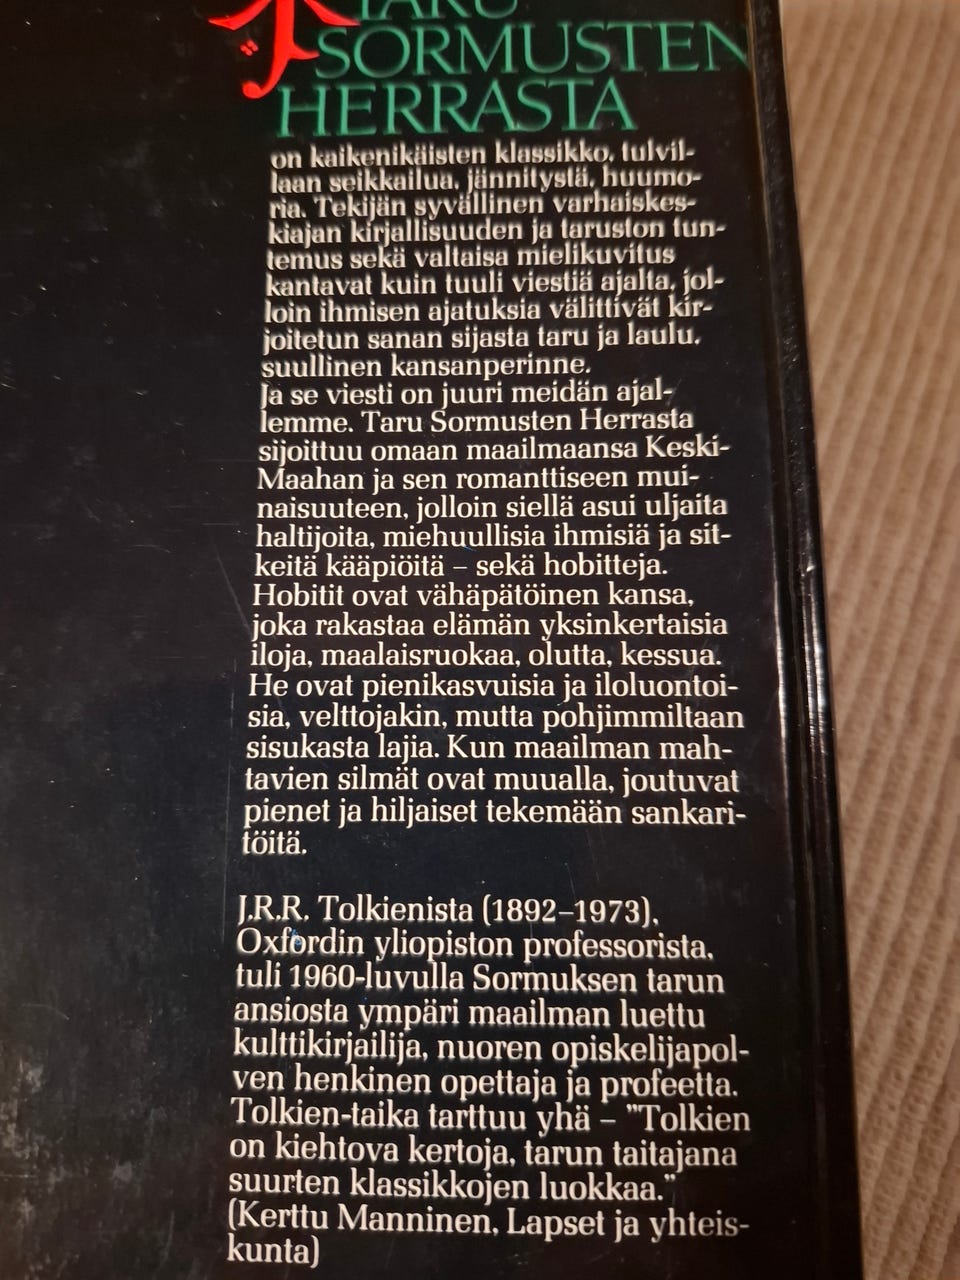 TARU
SORMUSTEN
HERRASTA
on kaikenikäisten klassikko, tulvil-
laan seikkailua, jännitystä, huumo-
ria. Tekijän syvällinen varhaiskes-
kiajan kirjallisuuden ja taruston tun-
temus sekä valtaisa mielikuvitus
kantavat kuin tuuli viestiä ajalta, jol-
loin ihmisen ajatuksia välittivät kir-
joitetun sanan sijasta taru ja laulu,
suullinen kansanperinne.
Ja se viesti on juuri meidän ajal-
lemme. Taru Sormusten Herrasta
sijoittuu omaan maailmaansa Keski-
Maahan ja sen romanttiseen mui-
naisuuteen, jolloin siellä asui uljaita
haltijoita, miehuullisia ihmisiä ja sit-
keitä kääpiöitä – sekä hobitteja.
Hobitit ovat vähäpätöinen kansa,
joka rakastaa elämän yksinkertaisia
iloja, maalaisruokaa, olutta, kessua.
He ovat pienikasvuisia ja iloluontoi-
sia, velttojakin, mutta pohjimmiltaan
sisukasta lajia. Kun maailman mah-
tavien silmät ovat muualla, joutuvat
pienet ja hiljaiset tekemään sankari-
töitä.
J.R.R. Tolkienista (1892–1973),
Oxfordin yliopiston professorista,
tuli 1960-luvulla Sormuksen tarun
ansiosta ympäri maailman luettu
kulttikirjailija, nuoren opiskelijapol-
ven henkinen opettaja ja profeetta.
Tolkien-taika tarttuu yhä – "Tolkien
on kiehtova kertoja, tarun taitajana
suurten klassikkojen luokkaa."
(Kerttu Manninen, Lapset ja yhteis-
kunta)